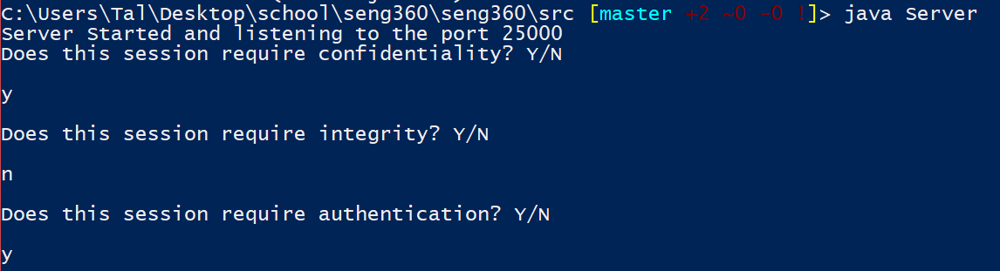 C:\Users\Tal\Desktop\school\seng360\seng360\src [master +2 ~0 -0 !]> java Server
Server Started and listening to the port 25000
Does this session require confidentiality? Y/N
y
Does this session require integrity? Y/N
n
Does this session require authentication? Y/N
y